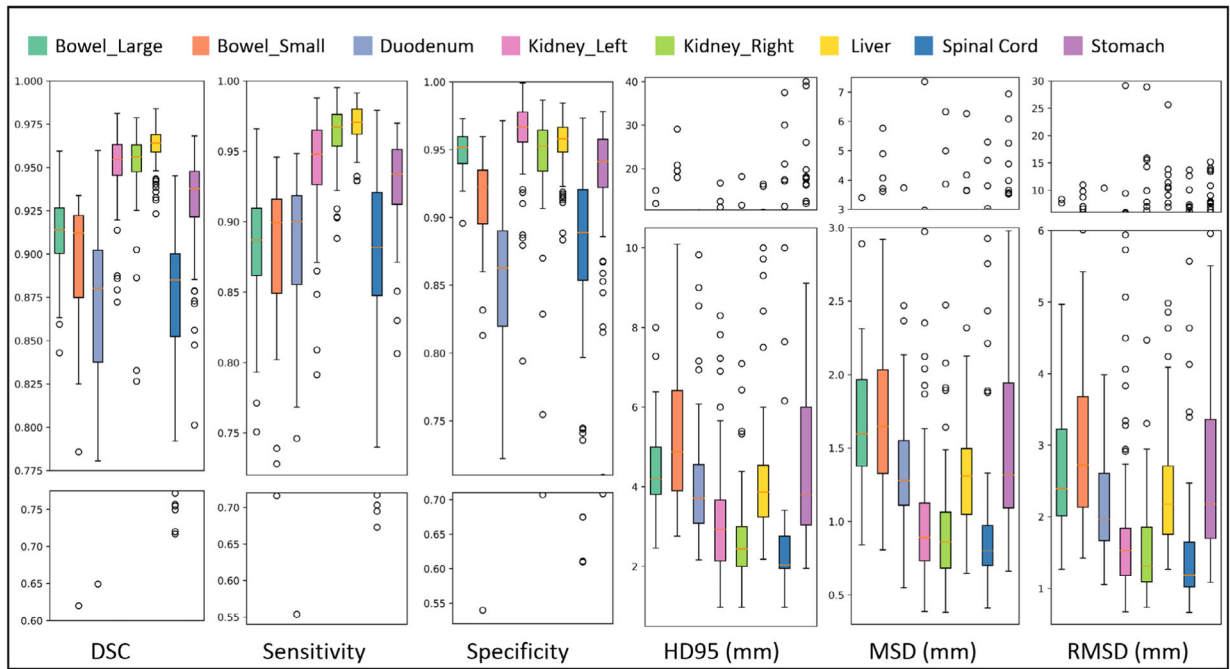 Bowel_Large Bowel_Small Duodenum Kidney_Left Kidney_Right Liver Spinal Cord Stomach
1.000 1.00 1.00 40 7 30
0.975 0.95 0.95 30 6 25
0.950 0.90 0.90 20 5 20
0.925 0.85 0.85 10 4 15
0.900 0.80 0.80 8 3 10
0.875 0.75 0.75 6 3.0 6
0.850 0.70 0.70 4 2.5 5
0.825 0.65 0.65 2 2.0 4
0.800 0.60 0.60 1.5 3
0.775 0.55 0.55 1.0 2
0.75 0.5 1
0.70
0.65
0.60
DSC Sensitivity Specificity HD95 (mm) MSD (mm) RMSD (mm)